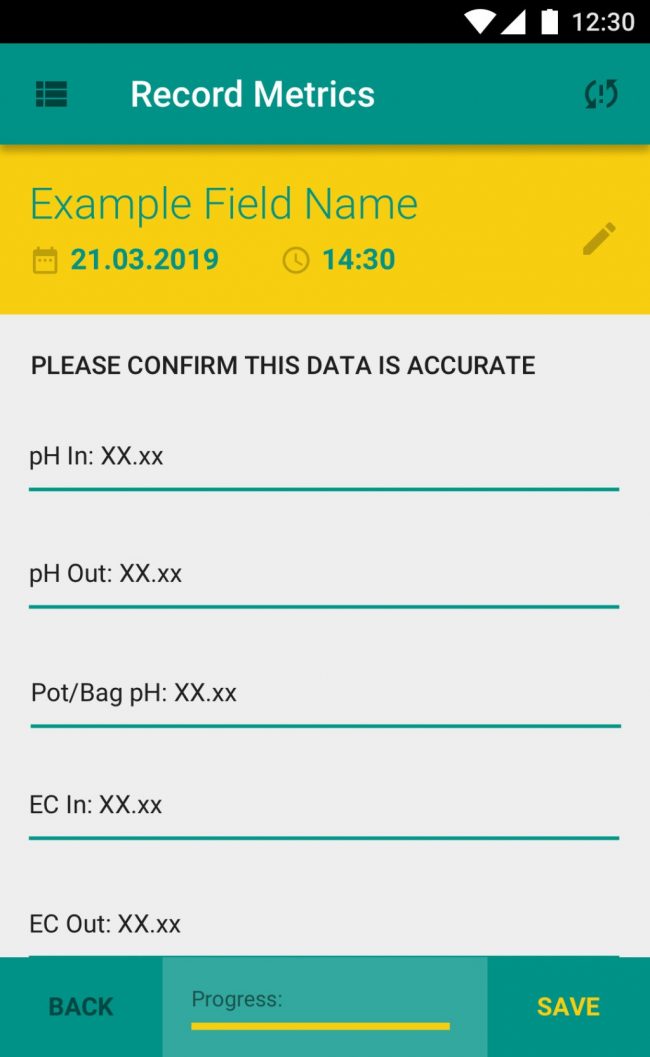 12:30
Record Metrics
Example Field Name
21.03.2019 14:30
PLEASE CONFIRM THIS DATA IS ACCURATE
pH In: XX.xx
pH Out: XX.xx
Pot/Bag pH: XX.xx
EC In: XX.xx
EC Out: XX.xx
Progress:
BACK SAVE